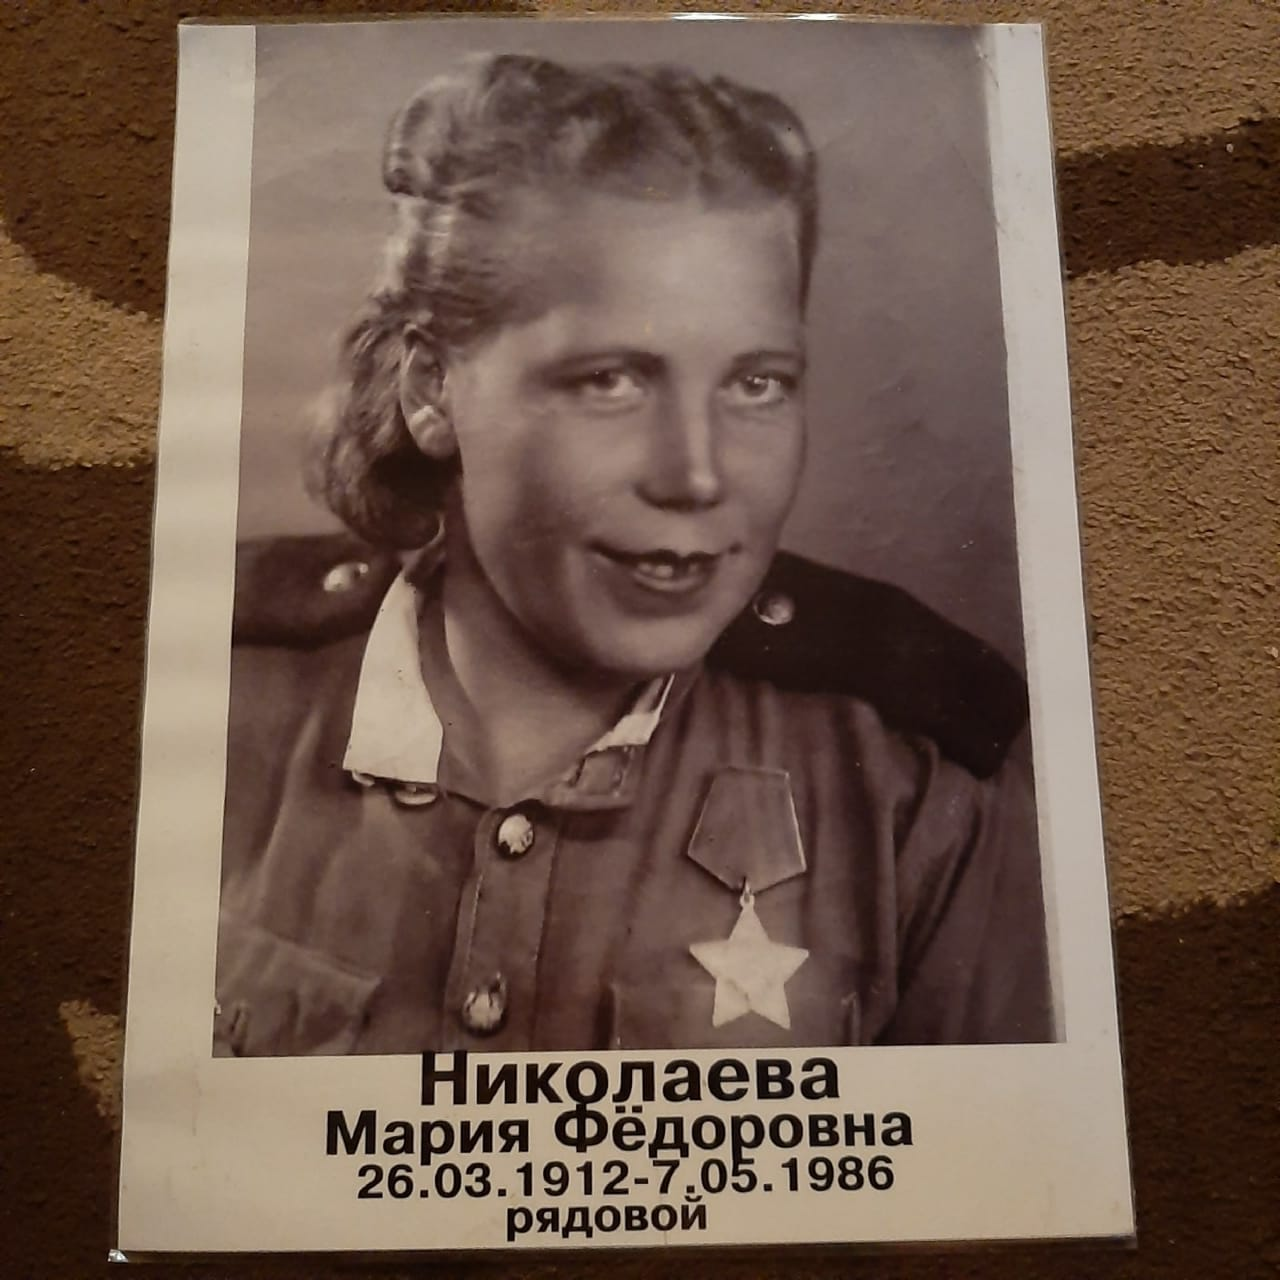 Николаева
Мария Фёдоровна
26.03.1912-7.05.1986
рядовой